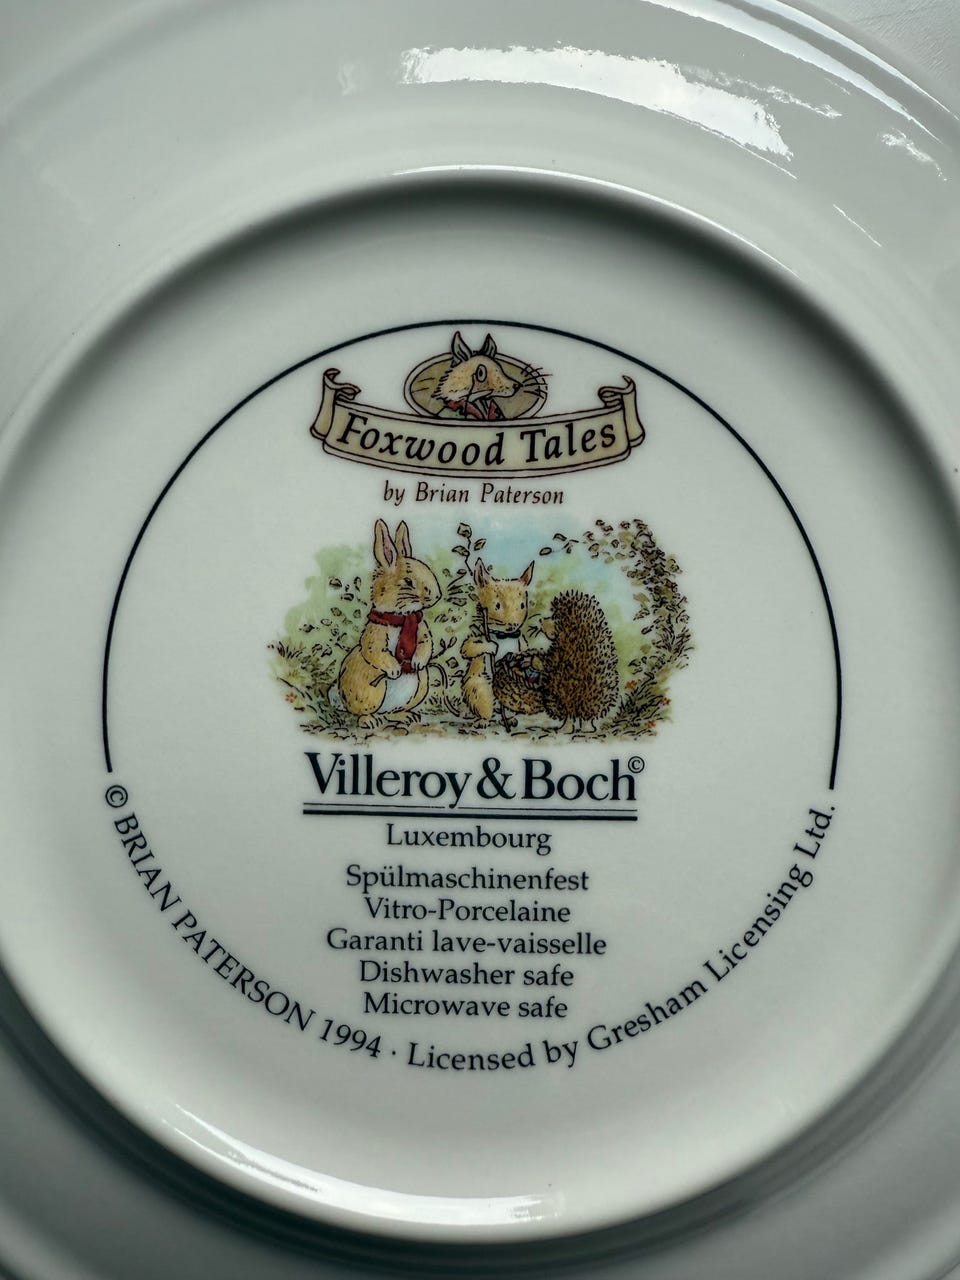 Foxwood Tales
by Brian Paterson
Villeroy & Boch©
Luxembourg
Spülmaschinenfest
Vitro-Porcelaine
Garanti lave-vaisselle
Dishwasher safe
Microwave safe
© BRIAN PATERSON 1994 · Licensed by Gresham Licensing Ltd.